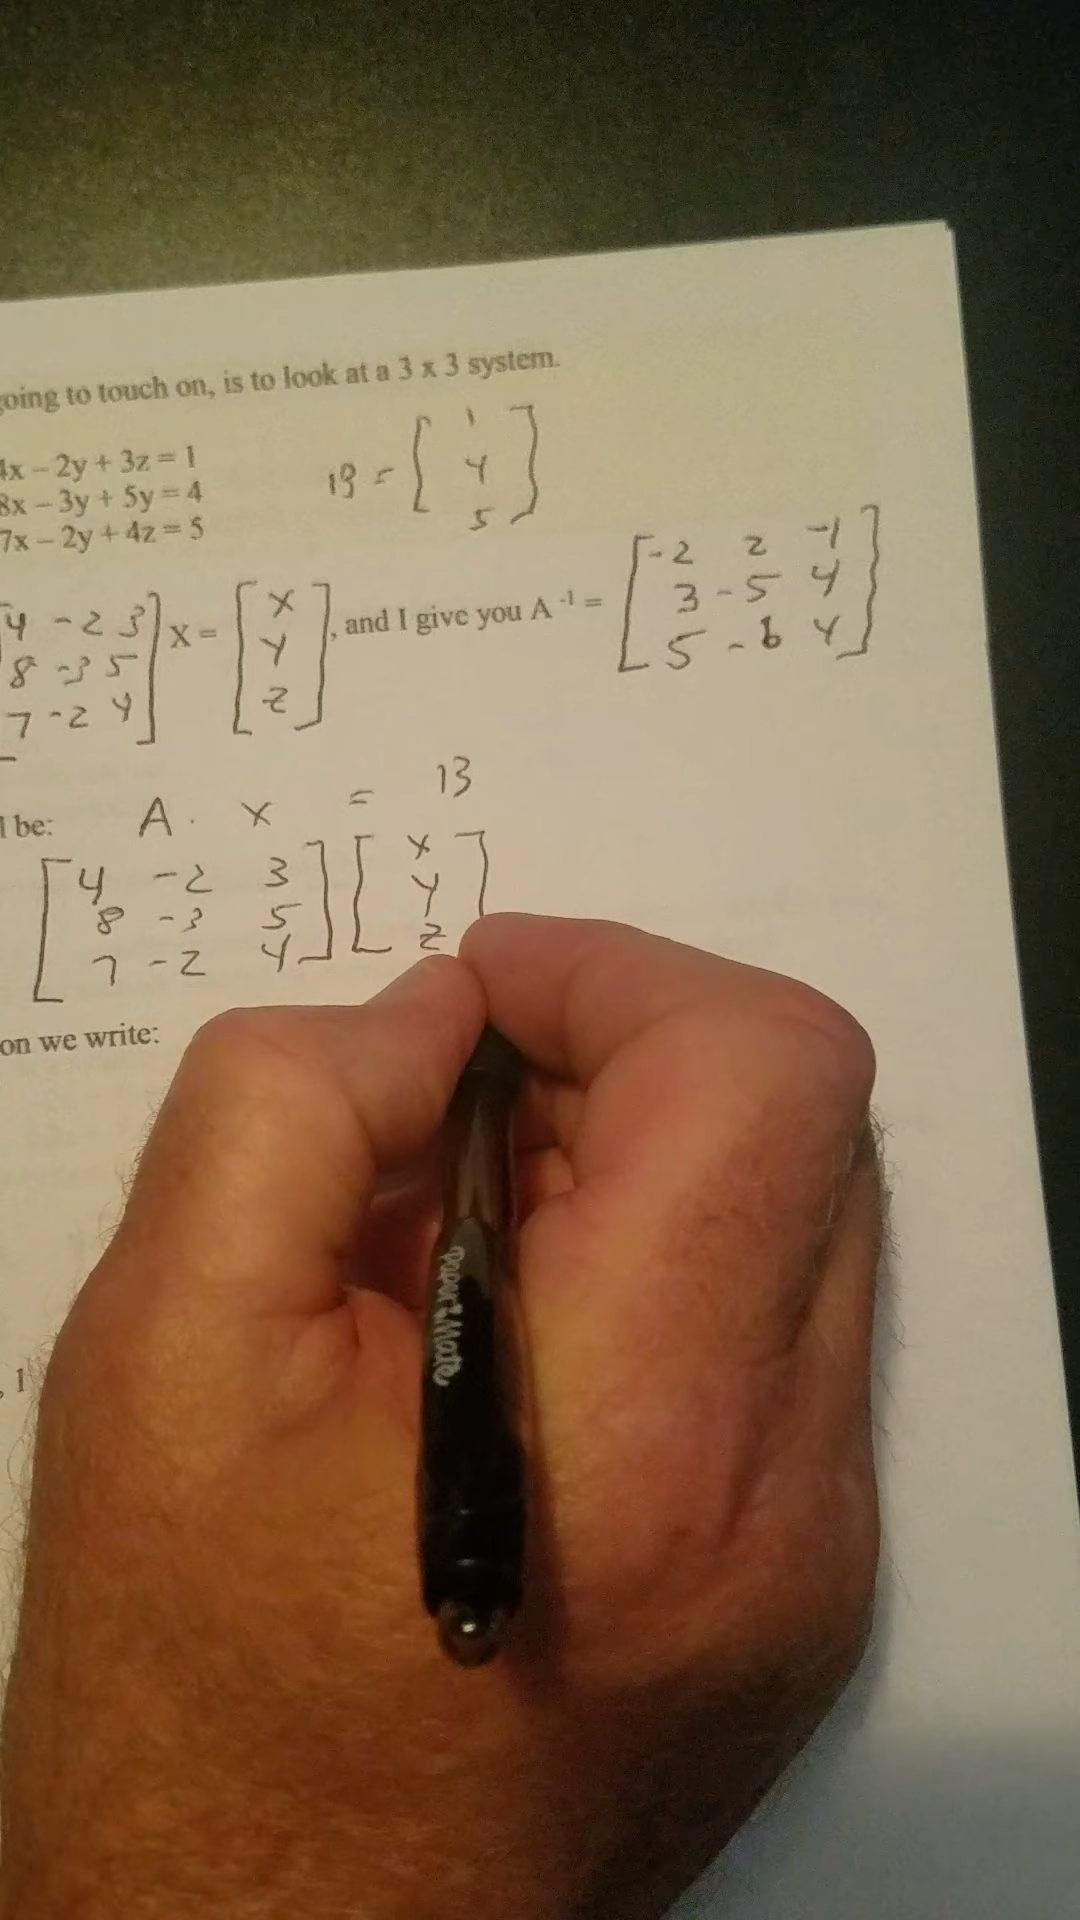 going to touch on, is to look at a 3 x 3 system.
4x – 2y + 3z = 1
8x – 3y + 5y = 4
7x – 2y + 4z = 5
B = [ 1
4
5 ]
[ 4 -2 3
8 -3 5
7 -2 4 ]
X = [ x
y
z ]
, and I give you A -1 = [ -2 2 -1
3 -5 4
5 -6 4 ]
l be: A . x = B
[ 4 -2 3
8 -3 5
7 -2 4 ] [ x
y
z ]
on we write:
, I
PaperMate